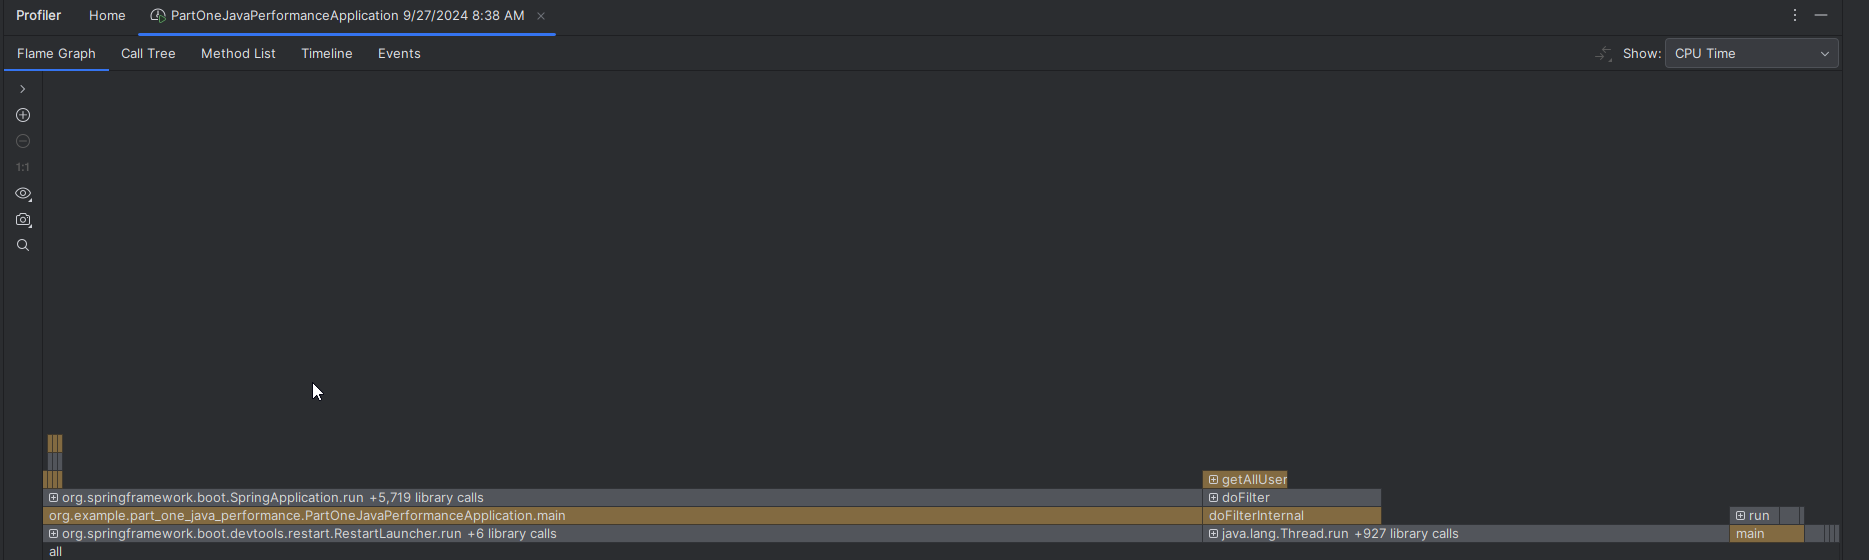 Profiler Home PartOneJavaPerformanceApplication 9/27/2024 8:38 AM
Flame Graph Call Tree Method List Timeline Events Show: CPU Time
1:1
getAllUser
org.springframework.boot.SpringApplication.run +5,719 library calls doFilter
org.example.part_one_java_performance.PartOneJavaPerformanceApplication.main doFilterInternal run
org.springframework.boot.devtools.restart.RestartLauncher.run +6 library calls java.lang.Thread.run +927 library calls main
all